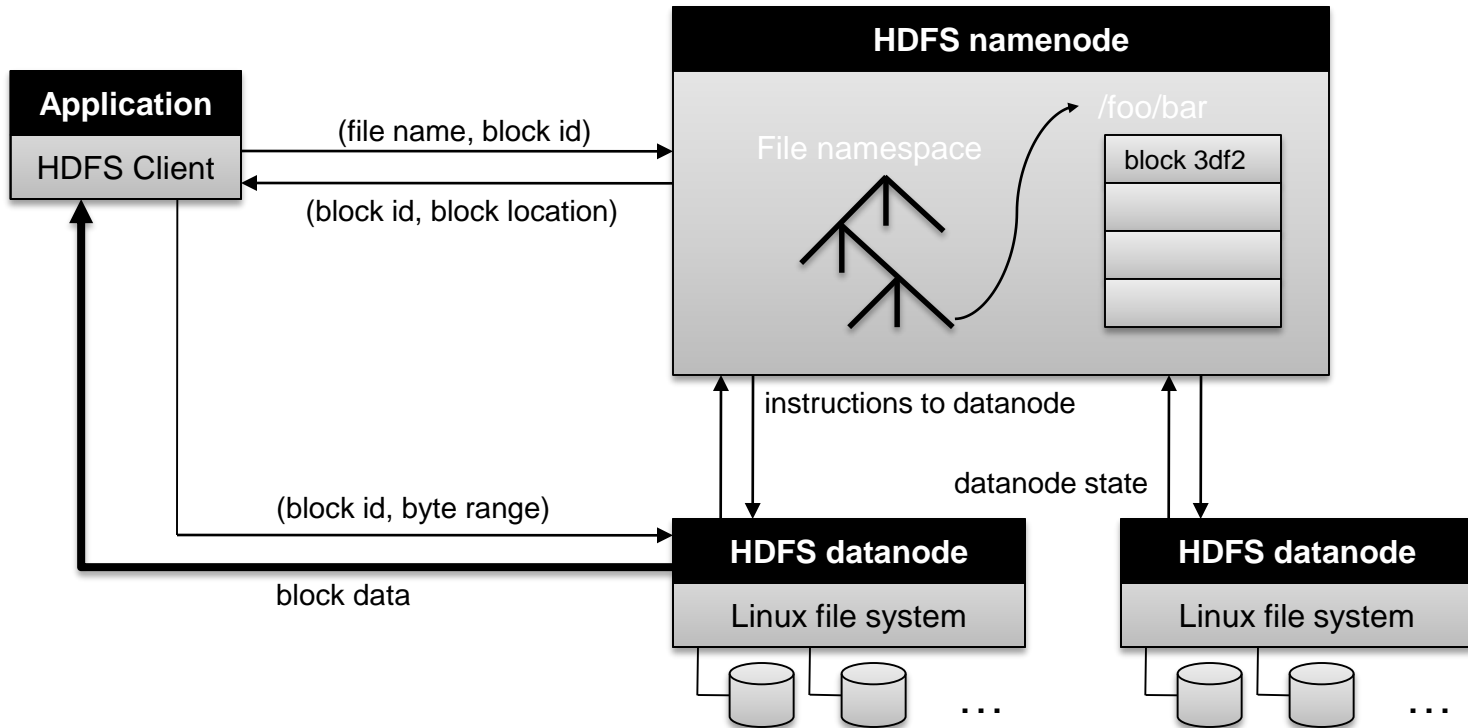 HDFS namenode
Application
HDFS Client
(file name, block id)
(block id, block location)
File namespace
/foo/bar
block 3df2
instructions to datanode
datanode state
(block id, byte range)
block data
HDFS datanode
Linux file system
...
HDFS datanode
Linux file system
...